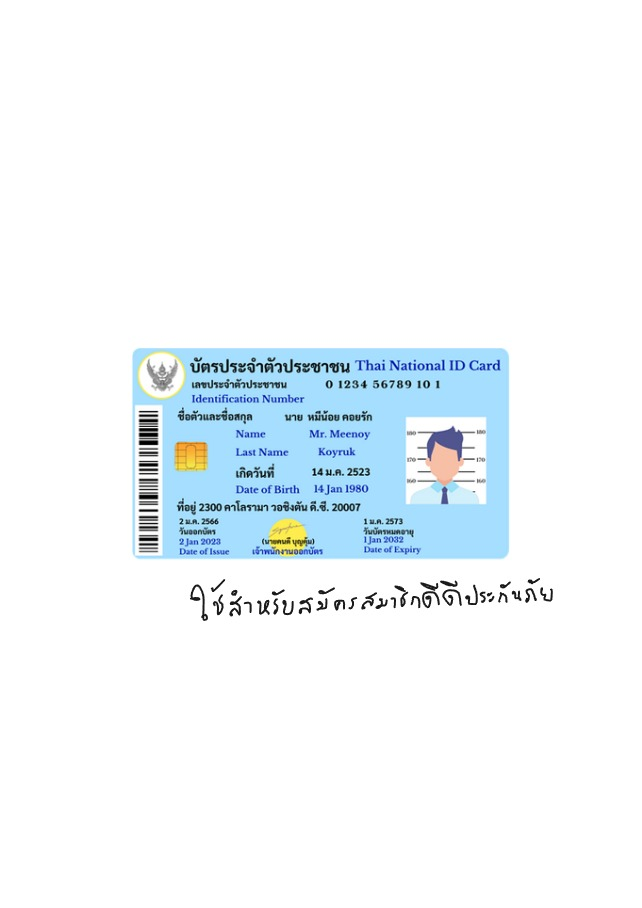 บัตรประจำตัวประชาชน Thai National ID Card
เลขประจำตัวประชาชน 0 1234 56789 10 1
Identification Number
ชื่อตัวและชื่อสกุล นาย หมีน้อย คอยรัก
Name Mr. Meenoy
Last Name Koyruk
เกิดวันที่ 14 ม.ค. 2523
Date of Birth 14 Jan 1980
ที่อยู่ 2300 คาโลรามา วอชิงตัน ดี.ซี. 20007
2 ม.ค. 2566
วันออกบัตร
2 Jan 2023
Date of Issue
(นายคนดี บุญคุ้ม)
เจ้าพนักงานออกบัตร
1 ม.ค. 2573
วันบัตรหมดอายุ
1 Jan 2032
Date of Expiry
180 180
170 170
160 160
ใช้สำหรับสมัครสมาชิกดีดีประกันภัย